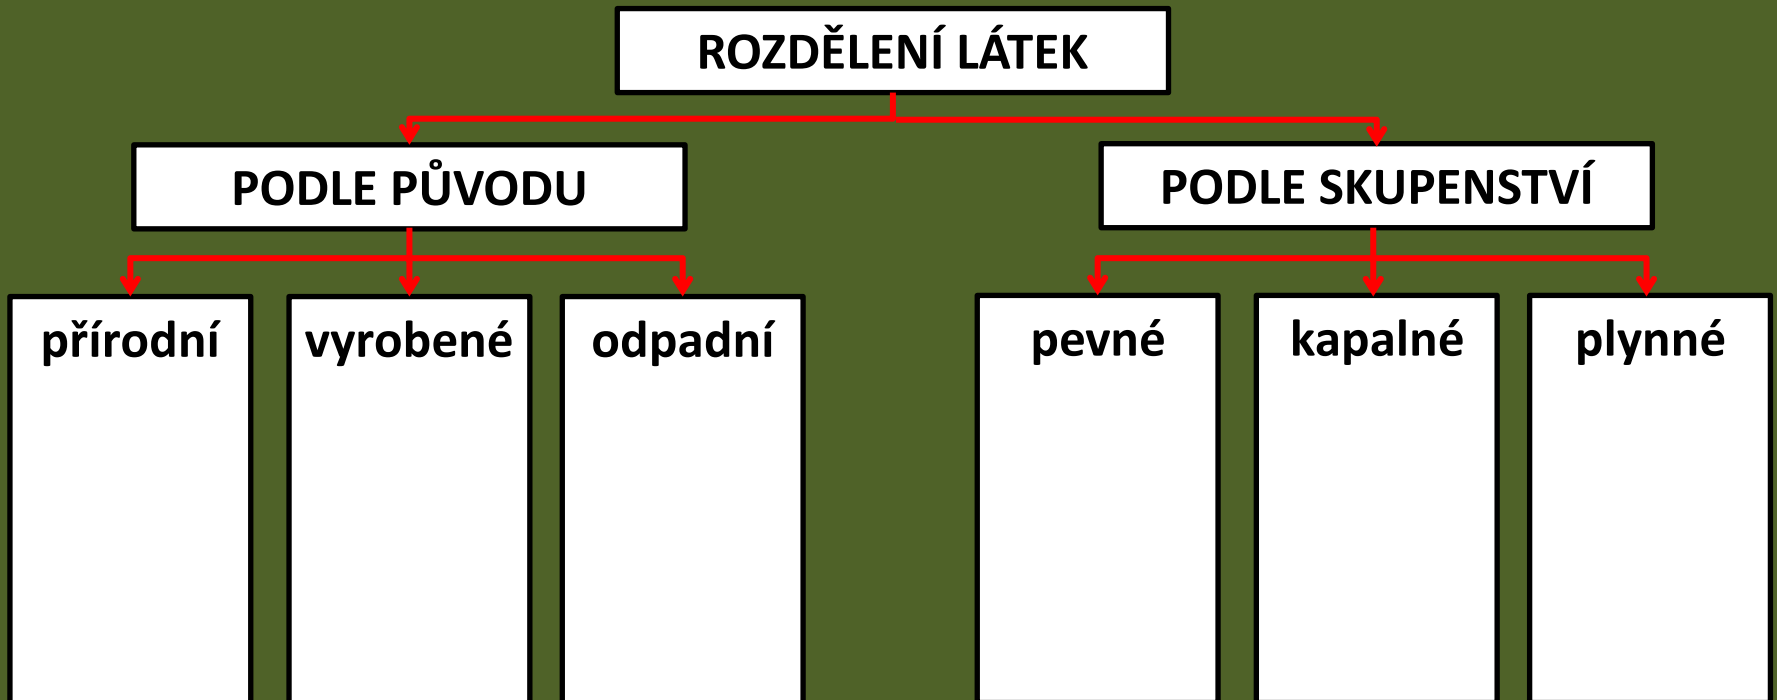 ROZDĚLENÍ LÁTEK
PODLE PŮVODU
PODLE SKUPENSTVÍ
přírodní
vyrobené
odpadní
pevné
kapalné
plynné